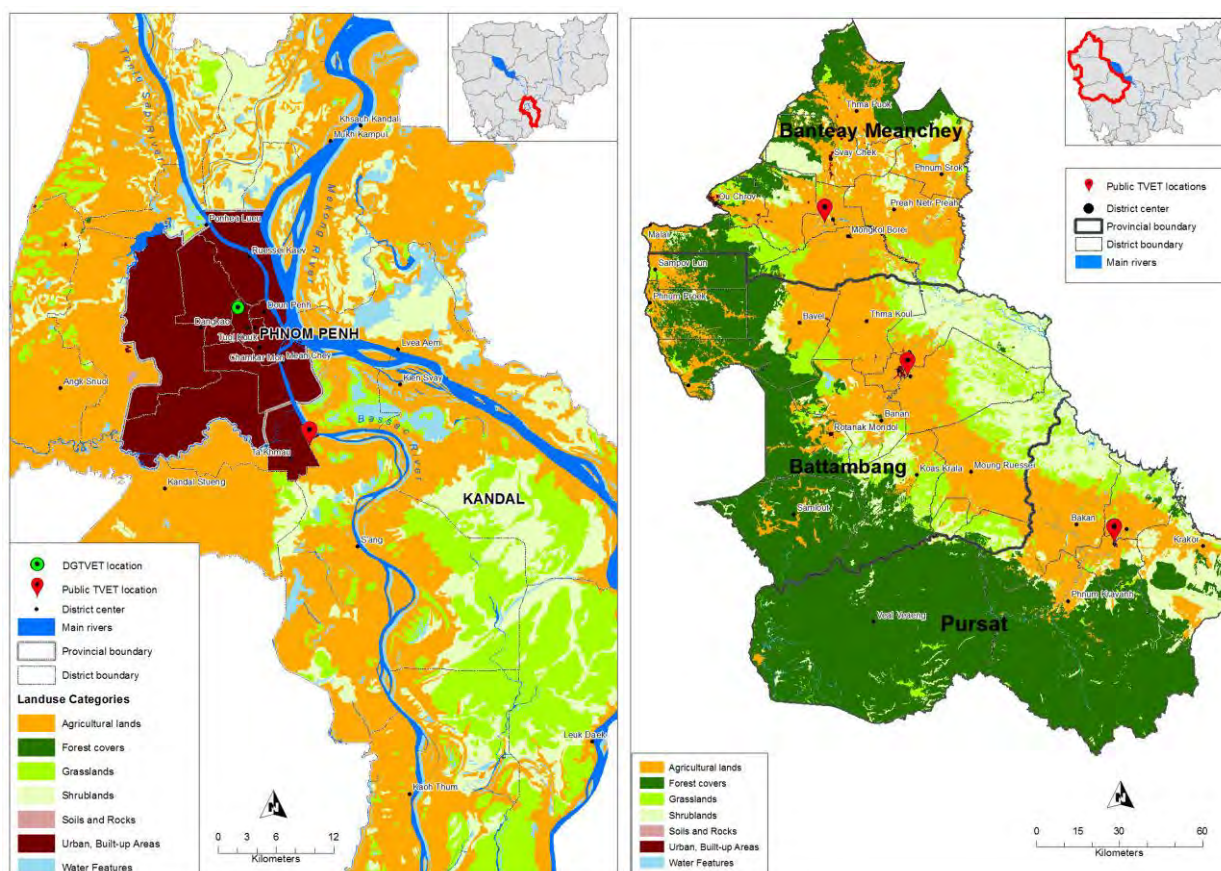 Tonle Sab River
Khsach Kandal
Mukh Kampul
Mekong River
Ponhea Lueu
Ruessei Kaev
Doun Penh
Dangkao
Tuol Kouk
PHNOM PENH
Chamkar Mon
Mean Chey
Lvea Aem
Kien Svay
Angk Snuol
Bassac River
Ta Khmau
Kandal Stueng
KANDAL
S'ang
Leuk Daek
Kaoh Thum
DGTVET location
Public TVET location
District center
Main rivers
Provincial boundary
District boundary
Landuse Categories
Agricultural lands
Forest covers
Grasslands
Shrublands
Soils and Rocks
Urban, Built-up Areas
Water Features
N
0 3 6 12
Kilometers
Thma Puok
Banteay Meanchey
Svay Chek
Phnum Srok
Ou Chrov
Preah Netr Preah
Mongkol Borei
Malai
Sampov Lun
Phnum Proek
Bavel
Thma Koul
Banan
Rotanak Mondol
Battambang
Koas Krala
Moung Ruessei
Samlout
Bakan
Krakor
Phnum Kravanh
Veal Veaeng
Pursat
Public TVET locations
District center
Provincial boundary
District boundary
Main rivers
Agricultural lands
Forest covers
Grasslands
Shrublands
Soils and Rocks
Urban, Built-up Areas
Water Features
N
0 15 30 60
Kilometers